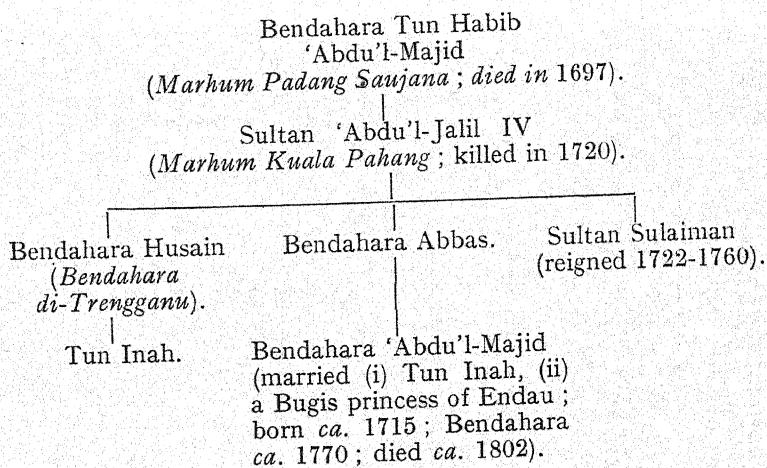 Bendahara Tun Habib
‘Abdu’l-Majid
(Marhum Padang Saujana ; died in 1697).
Sultan ‘Abdu’l-Jalil IV
(Marhum Kuala Pahang ; killed in 1720).
Bendahara Husain
(Bendahara
di-Trengganu).
Tun Inah.
Bendahara Abbas.
Bendahara ‘Abdu’l-Majid
(married (i) Tun Inah, (ii)
a Bugis princess of Endau ;
born ca. 1715 ; Bendahara
ca. 1770 ; died ca. 1802).
Sultan Sulaiman
(reigned 1722-1760).